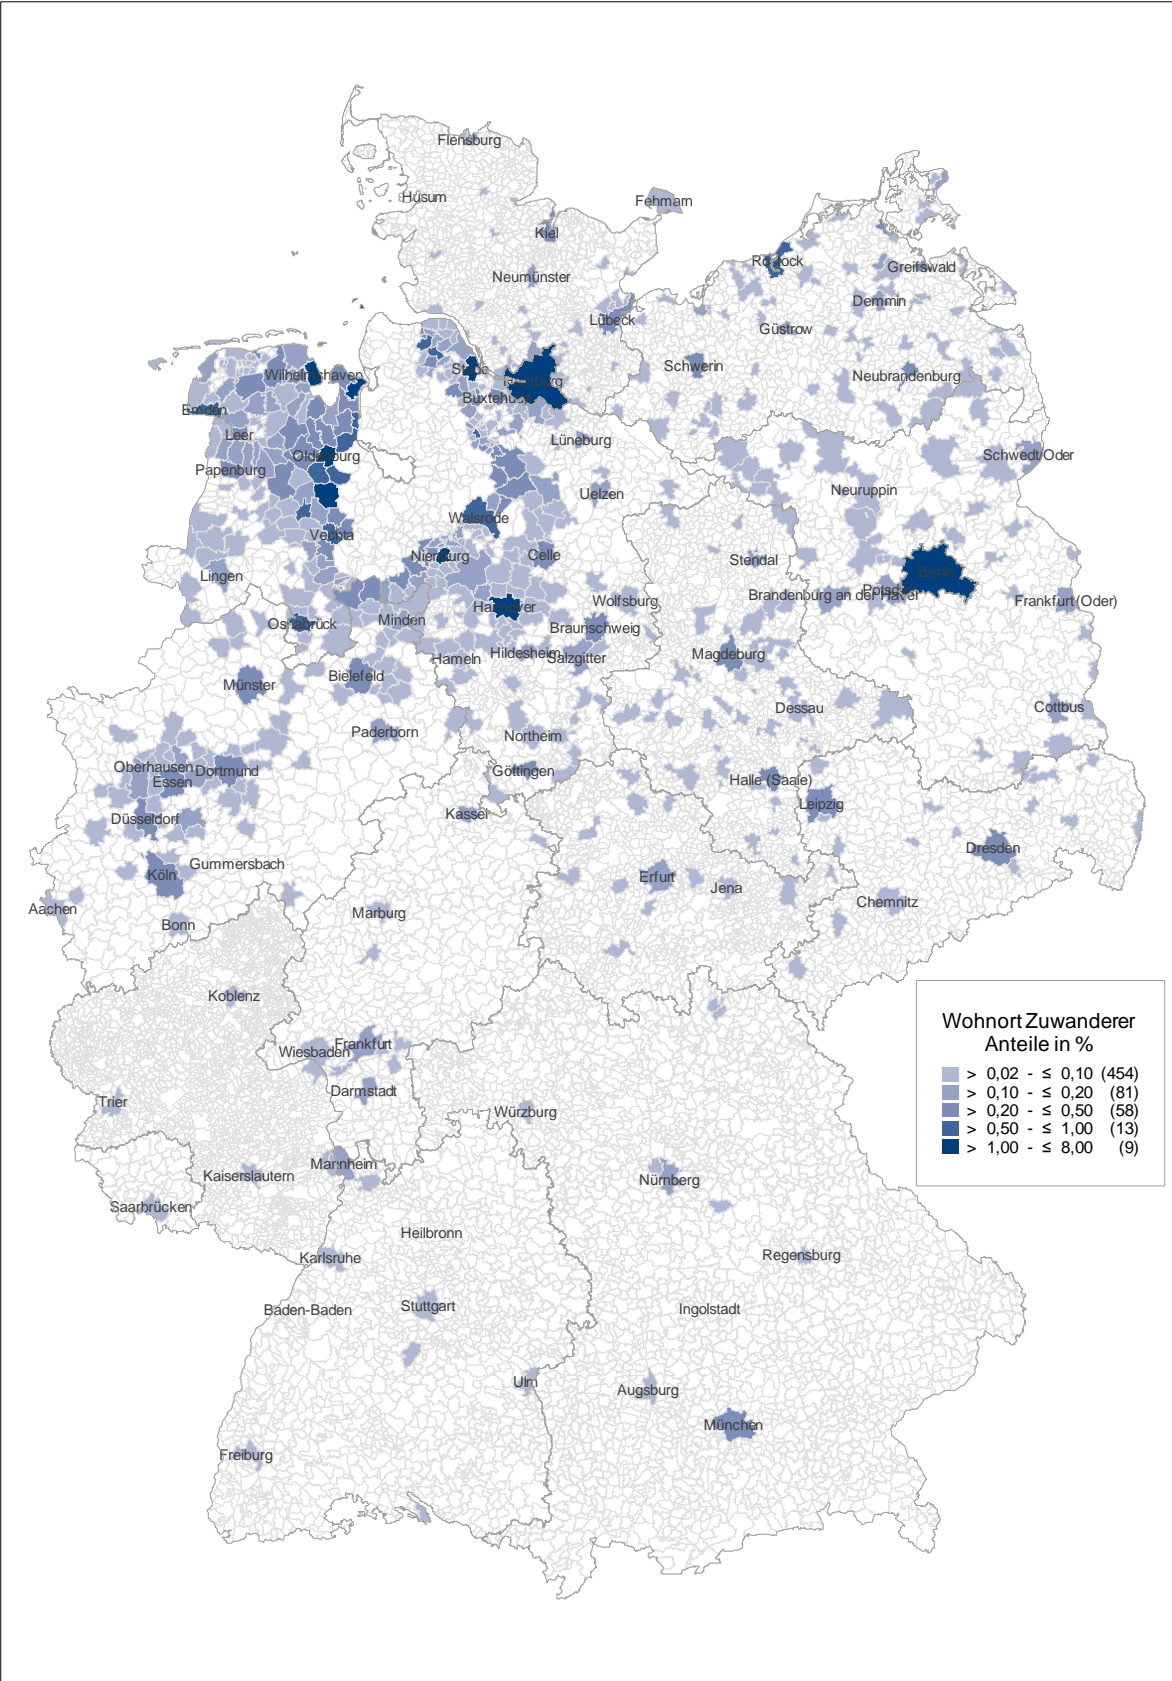 Flensburg
Husum
Fehmarn
Kiel
Neumünster
Rostock
Greifswald
Demmin
Lübeck
Güstrow
Schwerin
Neubrandenburg
Wilhelmshaven
Stade
Hamburg
Buxtehude
Emden
Leer
Lüneburg
Oldenburg
Papenburg
Schwedt/Oder
Uelzen
Neuruppin
Walsrode
Vechta
Nienburg
Celle
Stendal
Berlin
Lingen
Potsdam
Brandenburg an der Havel
Frankfurt (Oder)
Hannover
Wolfsburg
Osnabrück
Minden
Braunschweig
Hameln
Hildesheim
Salzgitter
Magdeburg
Münster
Bielefeld
Dessau
Cottbus
Paderborn
Northeim
Oberhausen
Dortmund
Essen
Göttingen
Halle (Saale)
Leipzig
Düsseldorf
Kassel
Dresden
Köln
Gummersbach
Erfurt
Jena
Chemnitz
Aachen
Marburg
Bonn
Koblenz
Wiesbaden
Frankfurt
Darmstadt
Trier
Würzburg
Kaiserslautern
Mannheim
Nürnberg
Saarbrücken
Heilbronn
Karlsruhe
Regensburg
Baden-Baden
Stuttgart
Ingolstadt
Ulm
Augsburg
München
Freiburg
Wohnort Zuwanderer
Anteile in %
> 0,02 - ≤ 0,10 (454)
> 0,10 - ≤ 0,20 (81)
> 0,20 - ≤ 0,50 (58)
> 0,50 - ≤ 1,00 (13)
> 1,00 - ≤ 8,00 (9)